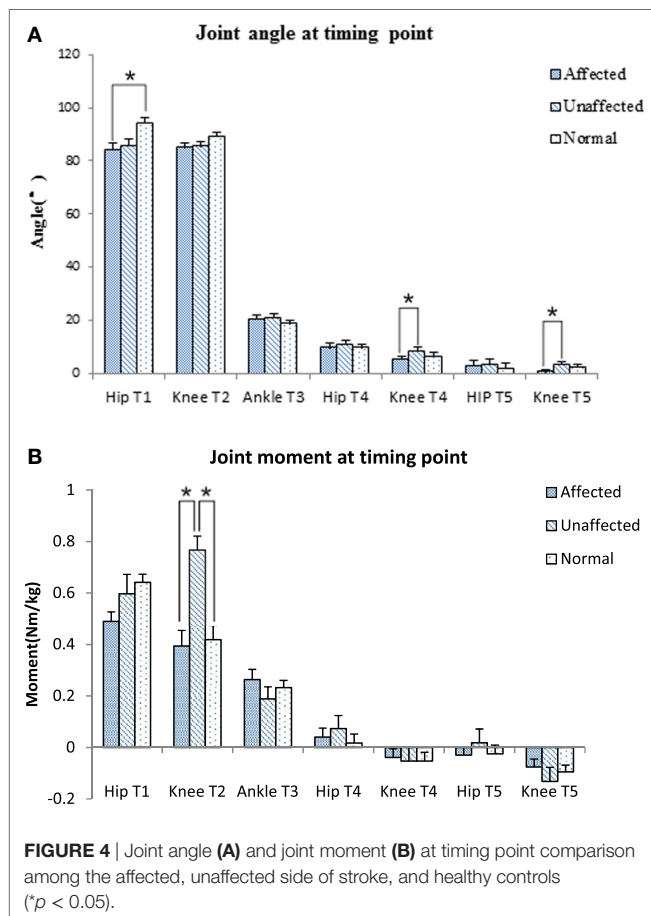 A
Joint angle at timing point
*
Affected
Unaffected
Normal
120
100
80
60
40
20
0
Angle(°)
*
*
Hip T1 Knee T2 Ankle T3 Hip T4 Knee T4 HIP T5 Knee T5
B
Joint moment at timing point
* *
Affected
Unaffected
Normal
1
0.8
0.6
0.4
0.2
0
-0.2
Moment(Nm/kg)
Hip T1 Knee T2 Ankle T3 Hip T4 Knee T4 Hip T5 Knee T5
FIGURE 4 | Joint angle (A) and joint moment (B) at timing point comparison
among the affected, unaffected side of stroke, and healthy controls
(*p < 0.05).